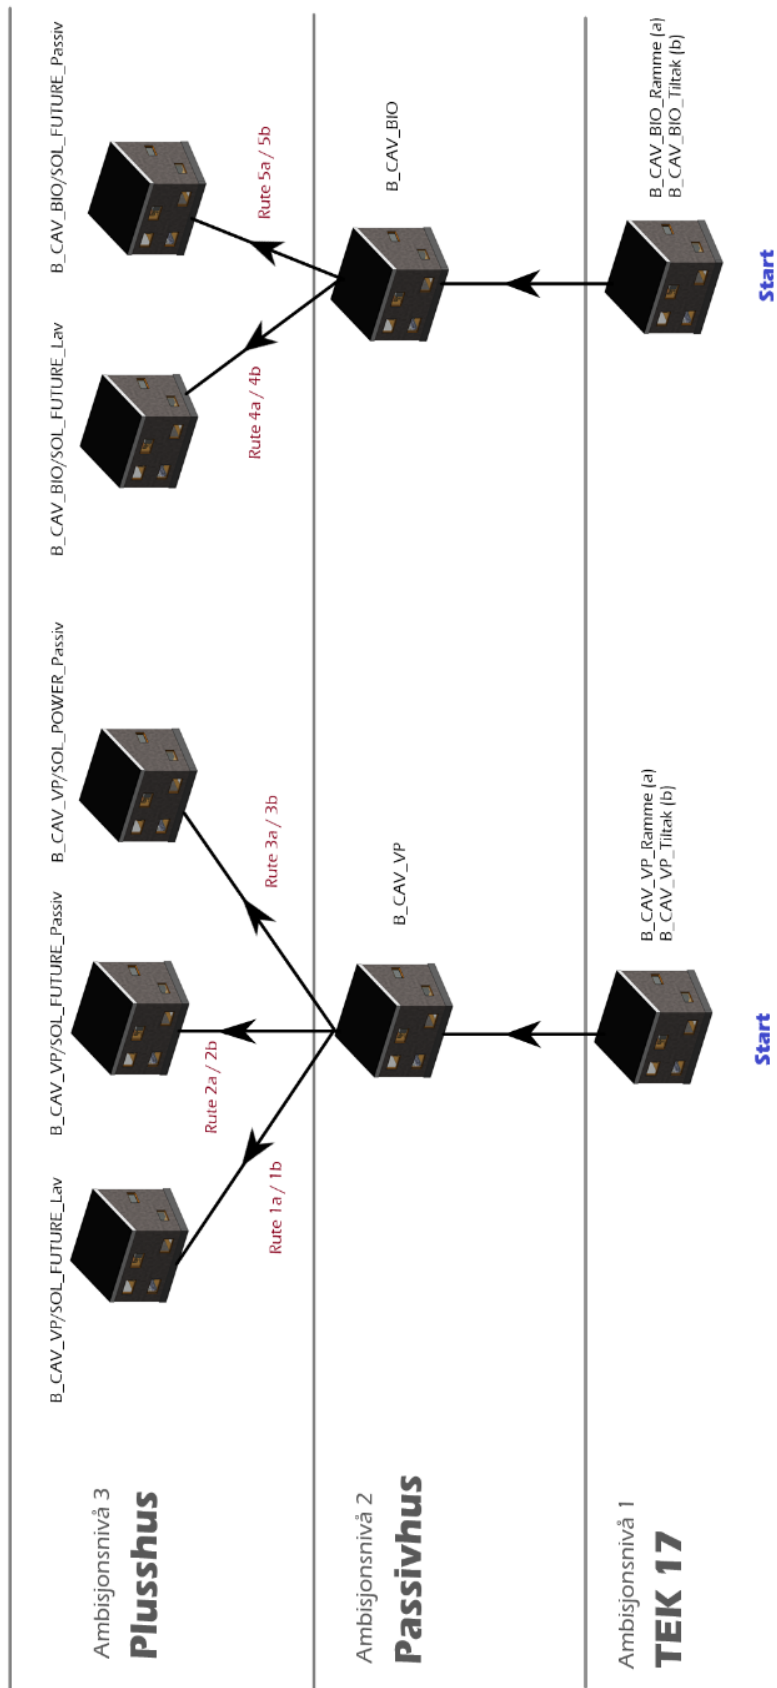 B_CAV_VP/SOL_FUTURE_Lav
B_CAV_VP/SOL_FUTURE_Passiv
B_CAV_VP/SOL_POWER_Passiv
B_CAV_BIO/SOL_FUTURE_Lav
B_CAV_BIO/SOL_FUTURE_Passiv
Ambisjonsnivå 3
Plusshus
Rute 1a / 1b
Rute 2a / 2b
Rute 3a / 3b
Rute 4a / 4b
Rute 5a / 5b
Ambisjonsnivå 2
Passivhus
B_CAV_VP
B_CAV_BIO
Ambisjonsnivå 1
TEK 17
B_CAV_VP_Ramme (a)
B_CAV_VP_Tiltak (b)
B_CAV_BIO_Ramme (a)
B_CAV_BIO_Tiltak (b)
Start
Start